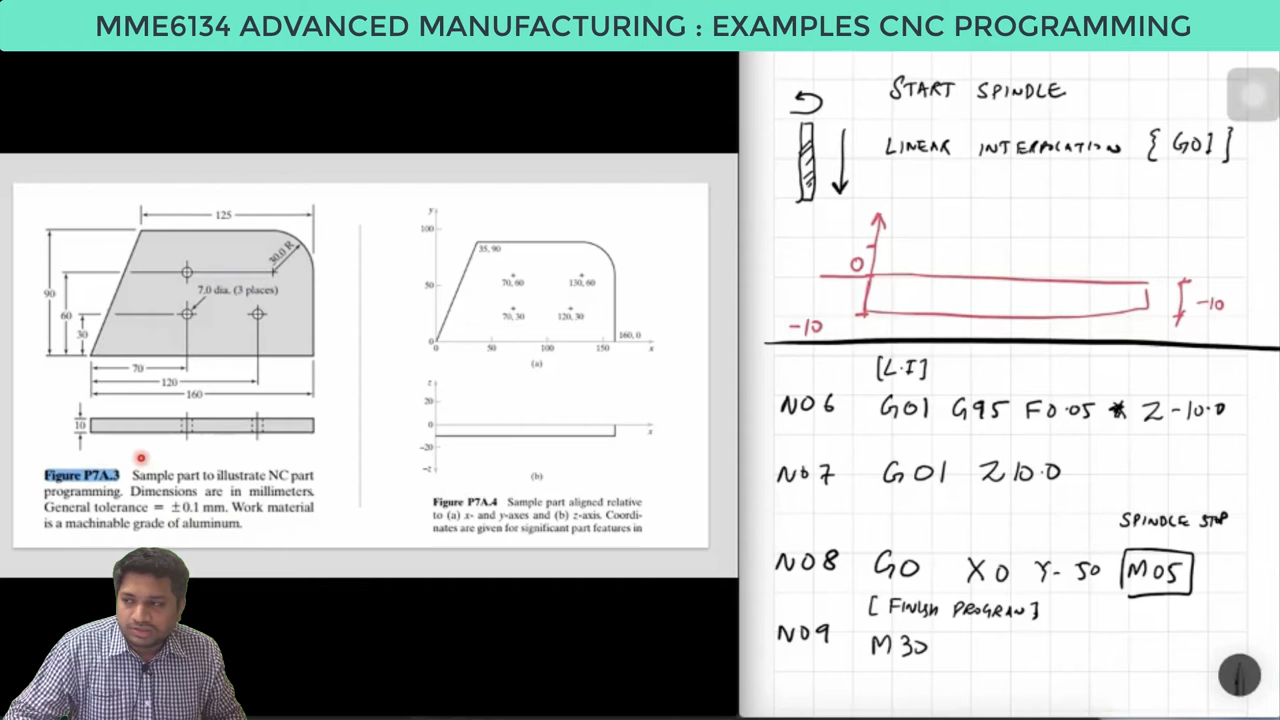 MME6134 ADVANCED MANUFACTURING : EXAMPLES CNC PROGRAMMING
125
30.0 R
7.0 dia. (3 places)
90
60
30
70
120
160
10
Figure P7A.3 Sample part to illustrate NC part
programming. Dimensions are in millimeters.
General tolerance = ±0.1 mm. Work material
is a machinable grade of aluminum.
y
100
35, 90
70, 60
130, 60
50
70, 30
120, 30
160, 0
0
0
50
100
150
x
(a)
z
20
0
x
-20
-z
(b)
Figure P7A.4 Sample part aligned relative
to (a) x- and y-axes and (b) z-axis. Coordi-
nates are given for significant part features in
START SPINDLE
LINEAR INTERPOLATION { G01 ]
0
-10
-10
[L.I]
N06 G01 G95 F0.05 Z-10.0
N07 G01 Z10.0
SPINDLE STOP
N08 G0 X0 Y-50 M05
[ FINISH PROGRAM ]
N09 M30